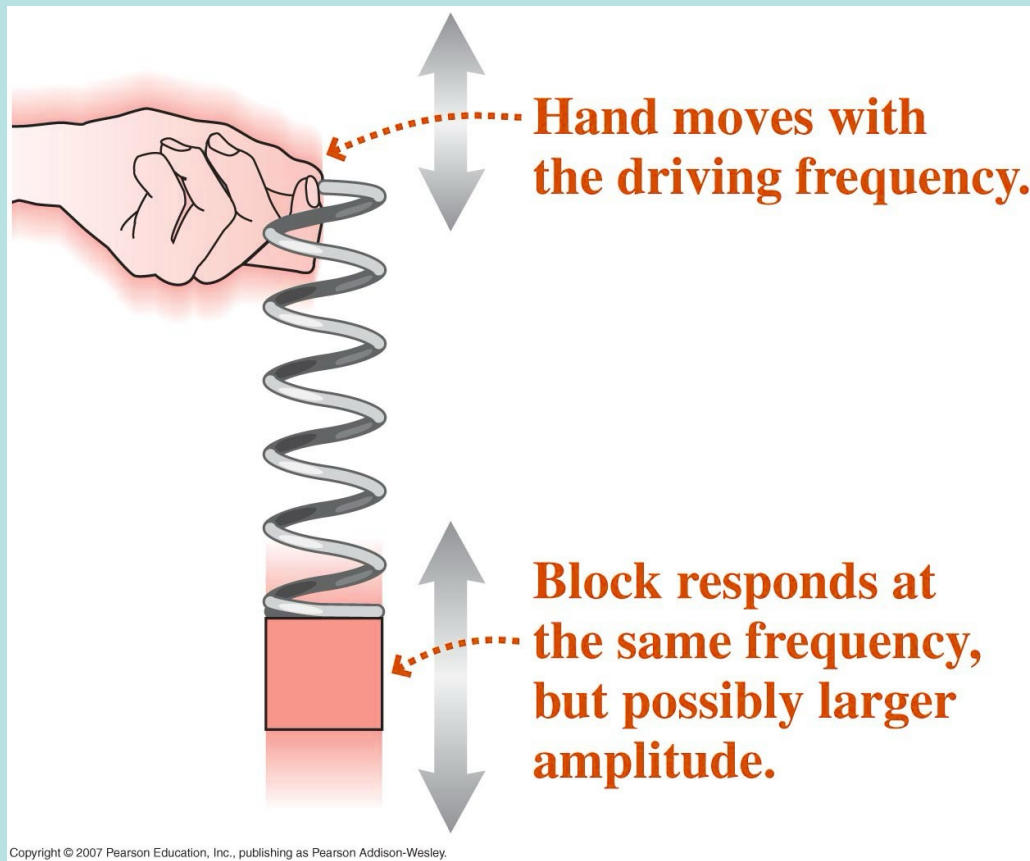 Hand moves with
the driving frequency.
Block responds at
the same frequency,
but possibly larger
amplitude.
Copyright © 2007 Pearson Education, Inc., publishing as Pearson Addison-Wesley.